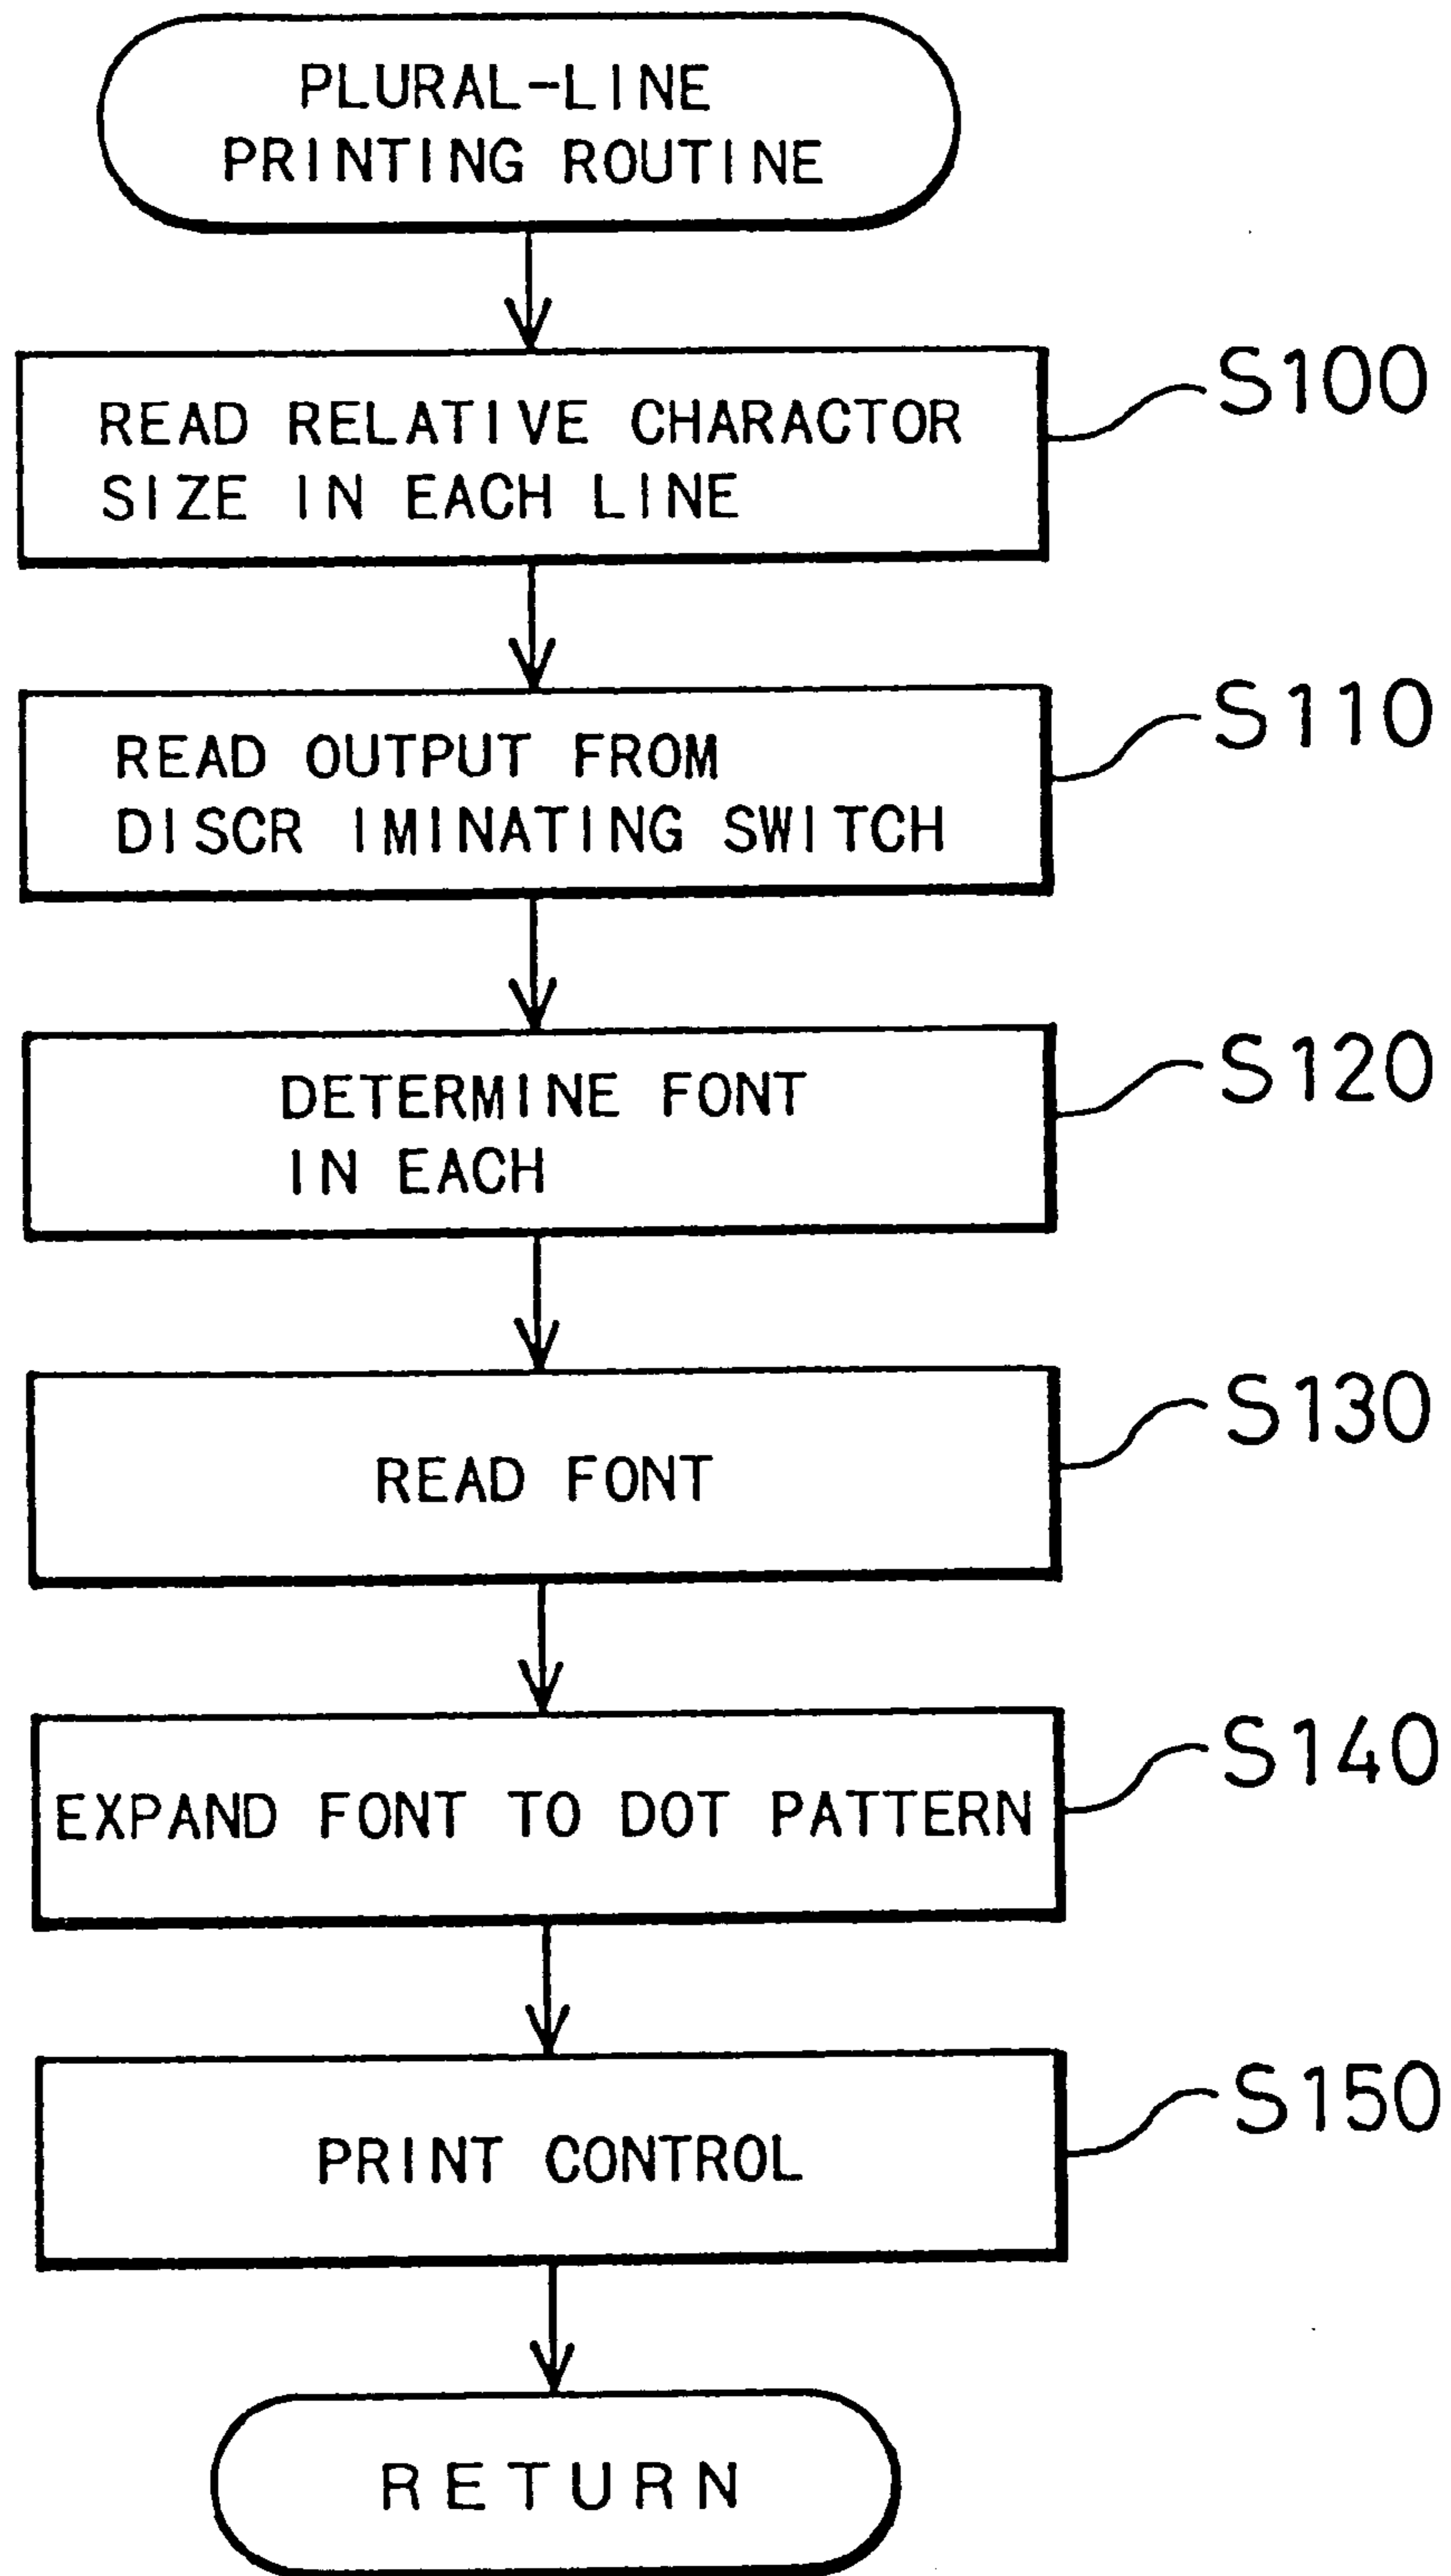 PLURAL-LINE
PRINTING ROUTINE
S100
READ RELATIVE CHARACTOR
SIZE IN EACH LINE
S110
READ OUTPUT FROM
DISCR IMINATING SWITCH
S120
DETERMINE FONT
IN EACH
S130
READ FONT
S140
EXPAND FONT TO DOT PATTERN
S150
PRINT CONTROL
RETURN